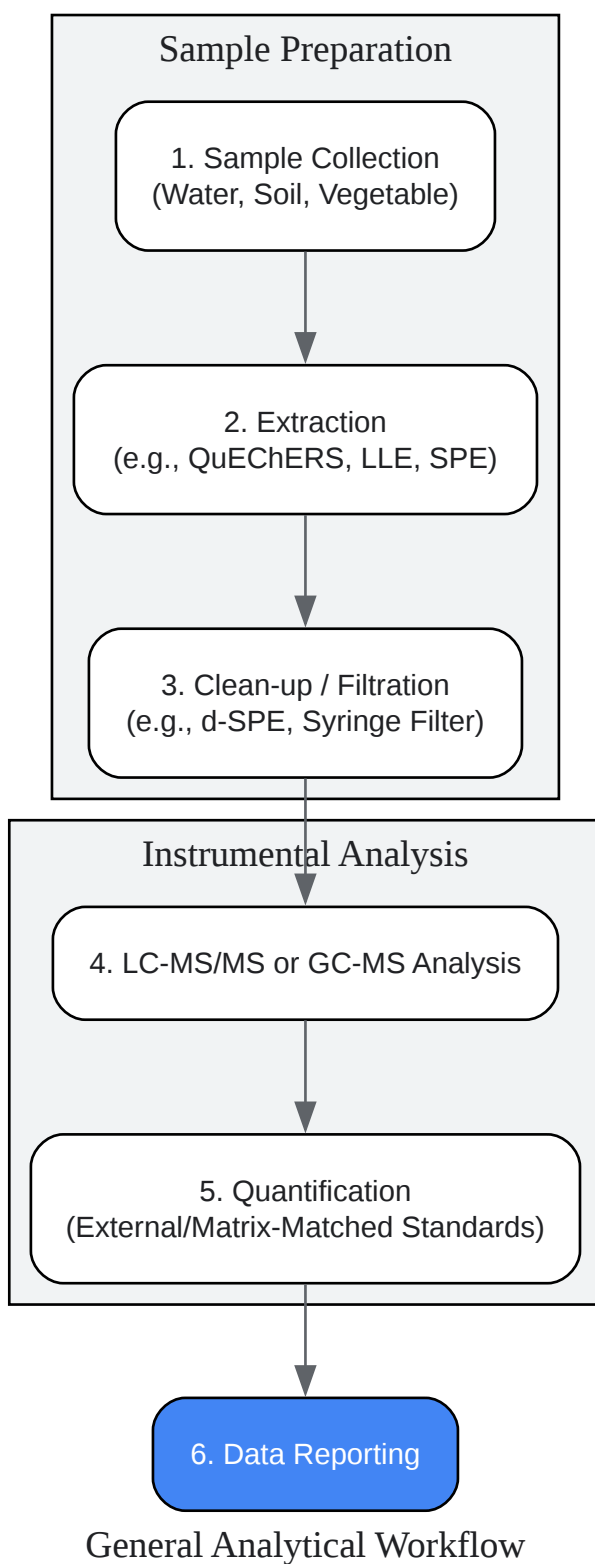 Sample Preparation
1. Sample Collection
(Water, Soil, Vegetable)
2. Extraction
(e.g., QuEChERS, LLE, SPE)
3. Clean-up / Filtration
(e.g., d-SPE, Syringe Filter)
Instrumental Analysis
4. LC-MS/MS or GC-MS Analysis
5. Quantification
(External/Matrix-Matched Standards)
6. Data Reporting
General Analytical Workflow